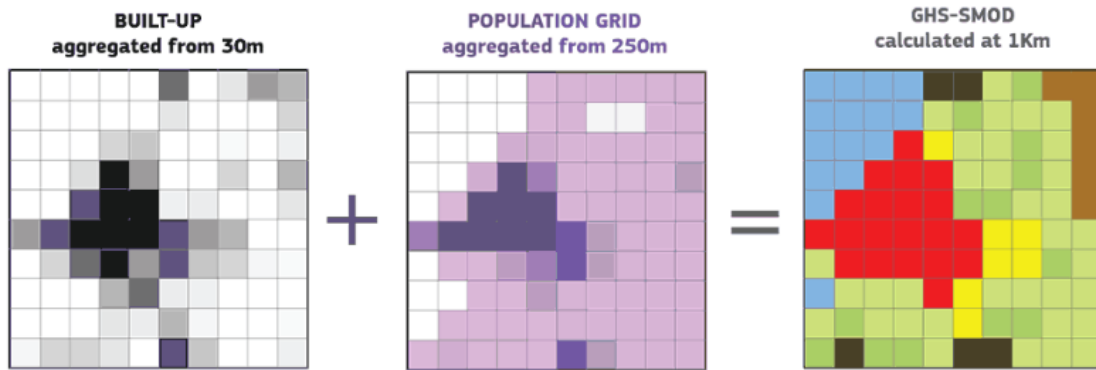 BUILT-UP
aggregated from 30m
POPULATION GRID
aggregated from 250m
GHS-SMOD
calculated at 1Km
+
=